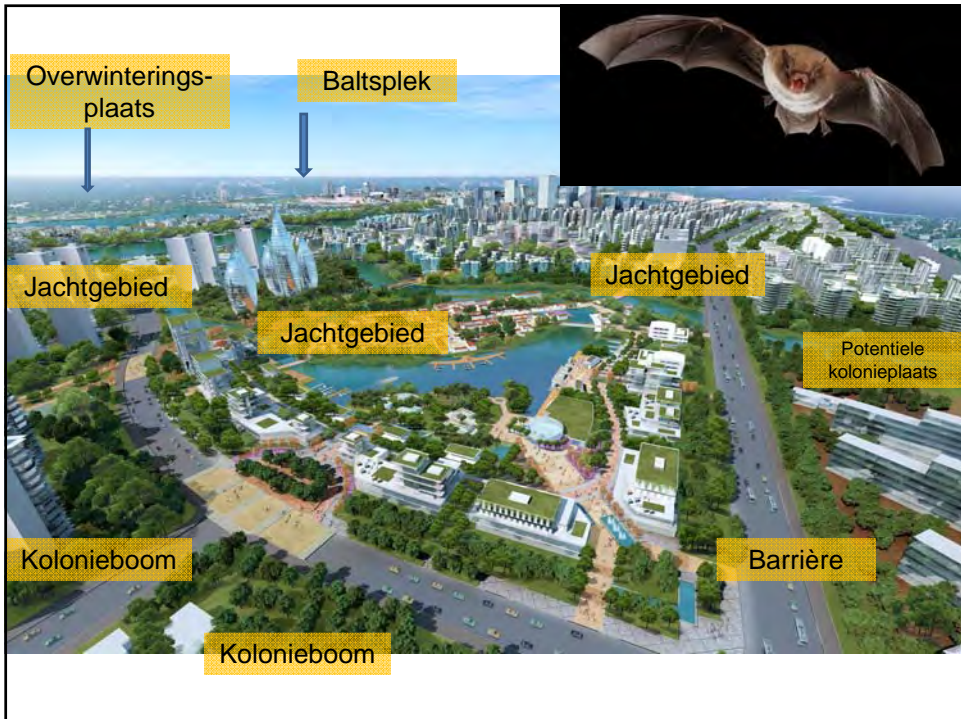 Overwinterings-
plaats
Baltsplek
Jachtgebied
Jachtgebied
Jachtgebied
Potentiele
kolonieplaats
Kolonieboom
Barrière
Kolonieboom